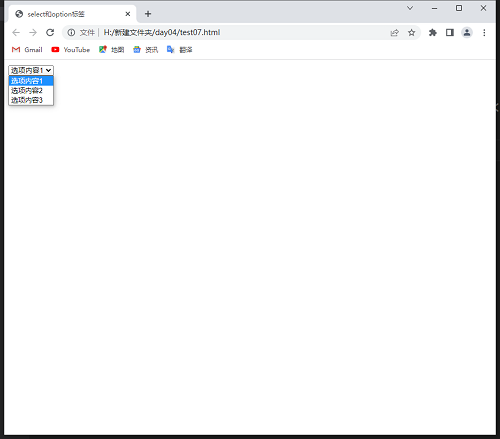 select和option标签
文件 | H:/新建文件夹/day04/test07.html
Gmail YouTube 地图 资讯 翻译
选项内容1
选项内容1
选项内容2
选项内容3